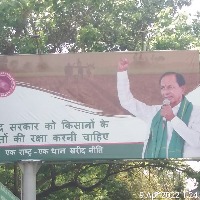 सरकार को किसानों के
की रक्षा करनी चाहिए
एक राष्ट्र - एक धान खरीद नीति